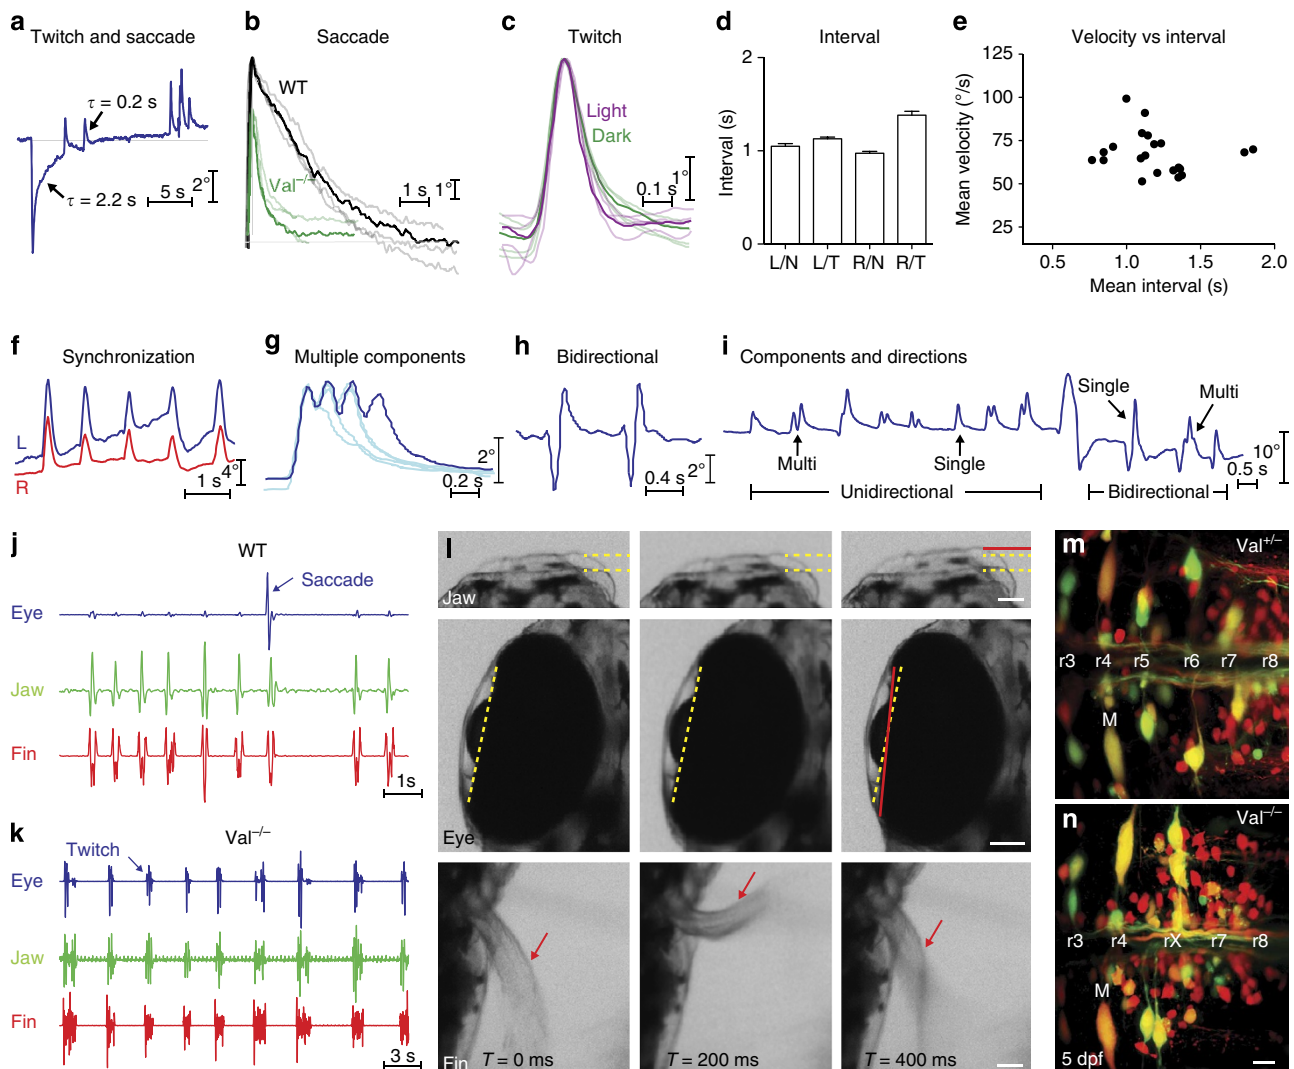 a
Twitch and saccade
τ = 0.2 s
τ = 2.2 s
5 s
2°
b
Saccade
WT
Val−/−
1 s
1°
c
Twitch
Light
Dark
0.1 s
1°
d
Interval
Interval (s)
2
1
0
L/N L/T R/N R/T
e
Velocity vs interval
Mean velocity (°/s)
125
100
75
50
25
0.5 1.0 1.5 2.0
Mean interval (s)
f
Synchronization
L
R
4°
1 s
g
Multiple components
2°
0.2 s
h
Bidirectional
0.4 s
2°
i
Components and directions
Single
Multi
Multi
Single
10°
0.5 s
Unidirectional
Bidirectional
j
WT
Saccade
Eye
Jaw
Fin
1s
k
Val−/−
Twitch
Eye
Jaw
Fin
3 s
l
Jaw
Eye
Fin
T = 0 ms
T = 200 ms
T = 400 ms
m
Val+/−
r3 r4 r5 r6 r7 r8
M
n
Val−/−
r3 r4 rX r7 r8
M
5 dpf